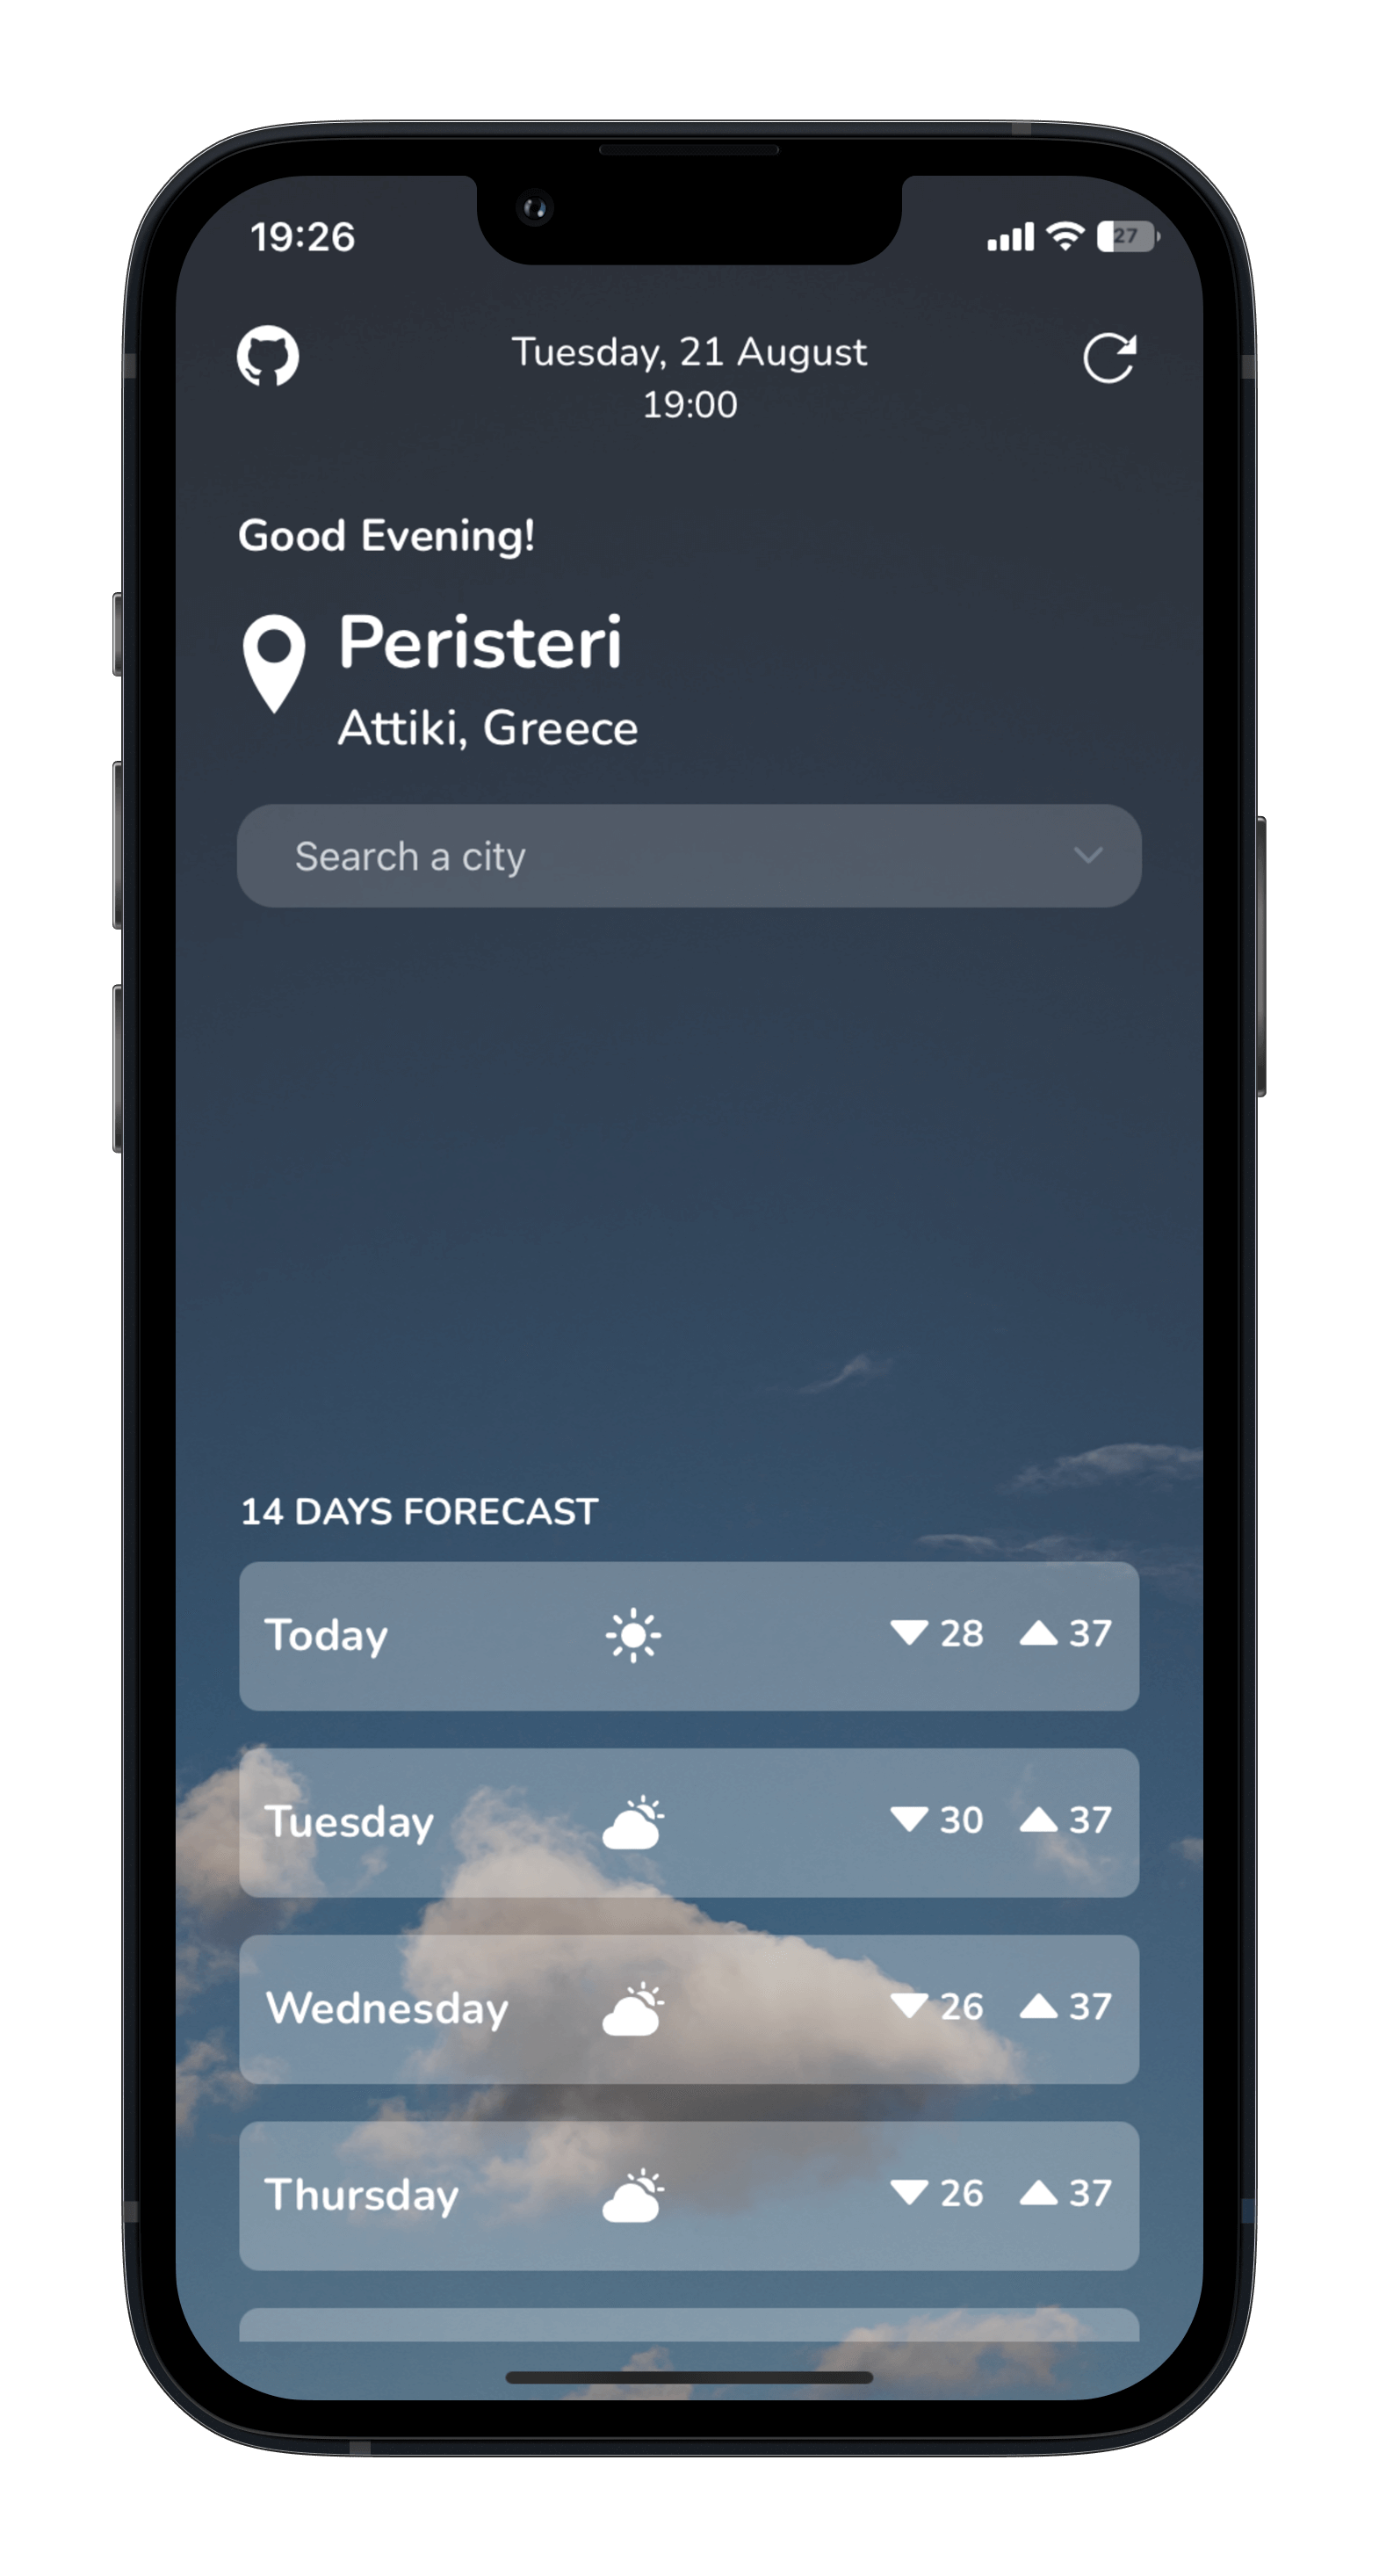 19:26
27
Tuesday, 21 August
19:00
Good Evening!
Peristeri
Attiki, Greece
Search a city
14 DAYS FORECAST
Today 28 37
Tuesday 30 37
Wednesday 26 37
Thursday 26 37